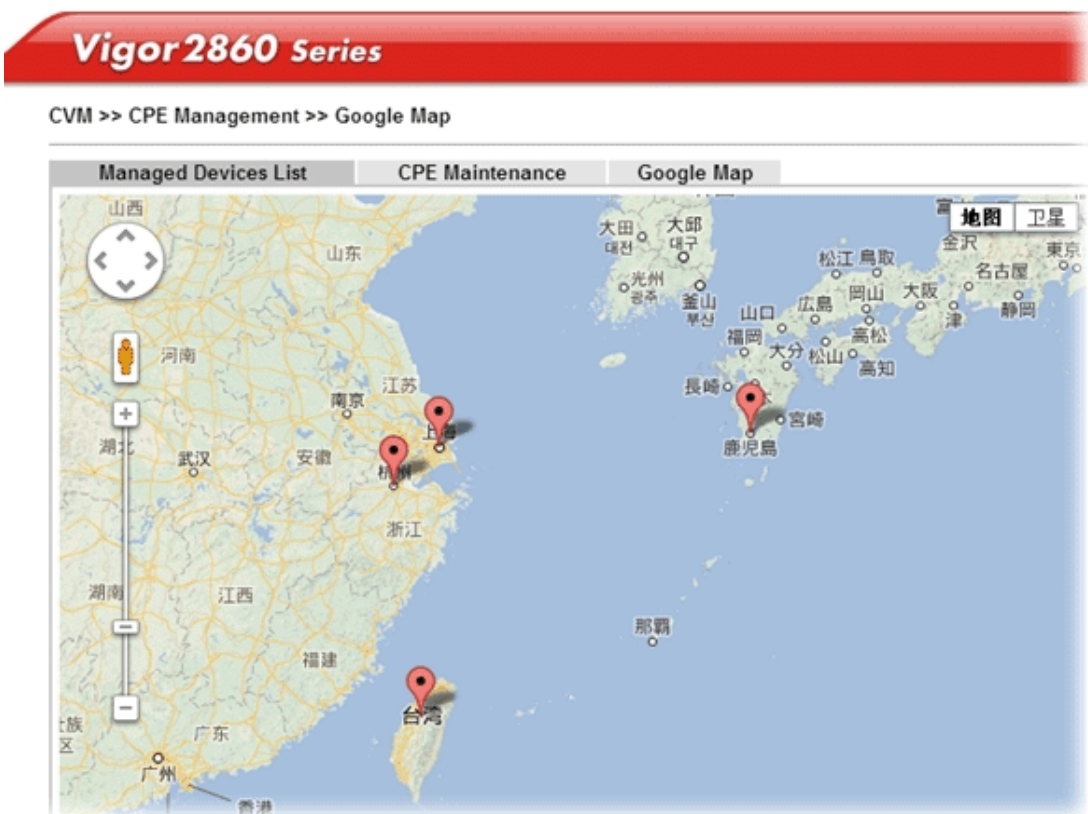 Vigor2860 Series
CVM >> CPE Management >> Google Map
Managed Devices List
CPE Maintenance
Google Map
山西
大田
대전
大邱
대구
富
地图
卫星
金沢
東京
山东
松江
鳥取
名古屋
光州
광주
釜山
부산
広島
岡山
大阪
津
静岡
山口
福岡
高松
河南
大分
松山
高知
江苏
長崎
南京
宮崎
上海
湖北
武汉
安徽
杭州
鹿児島
浙江
湖南
江西
那覇
福建
台湾
族
区
广东
广州
香港